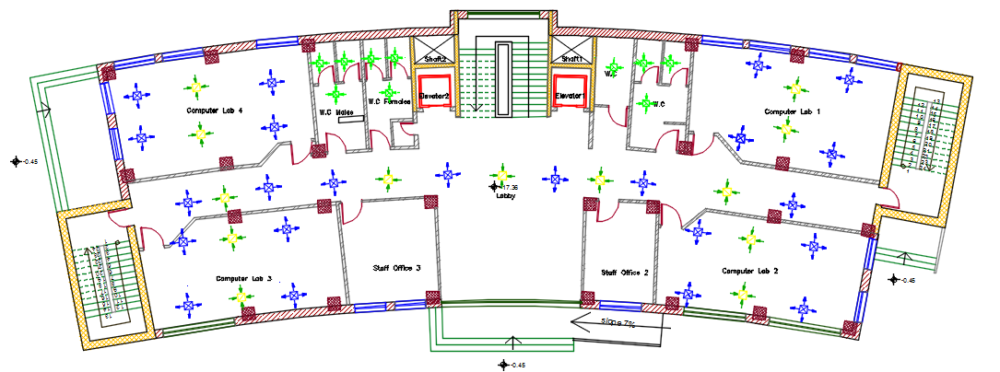 Shaft2
Shaft1
W.C
Elevator2
Elevator1
W.C Females
W.C Males
W.C
Computer Lab 4
Computer Lab 1
-0.45
-17.36
Lobby
Staff Office 3
Staff Office 2
Computer Lab 3
Computer Lab 2
-0.45
slope 7%
-0.45